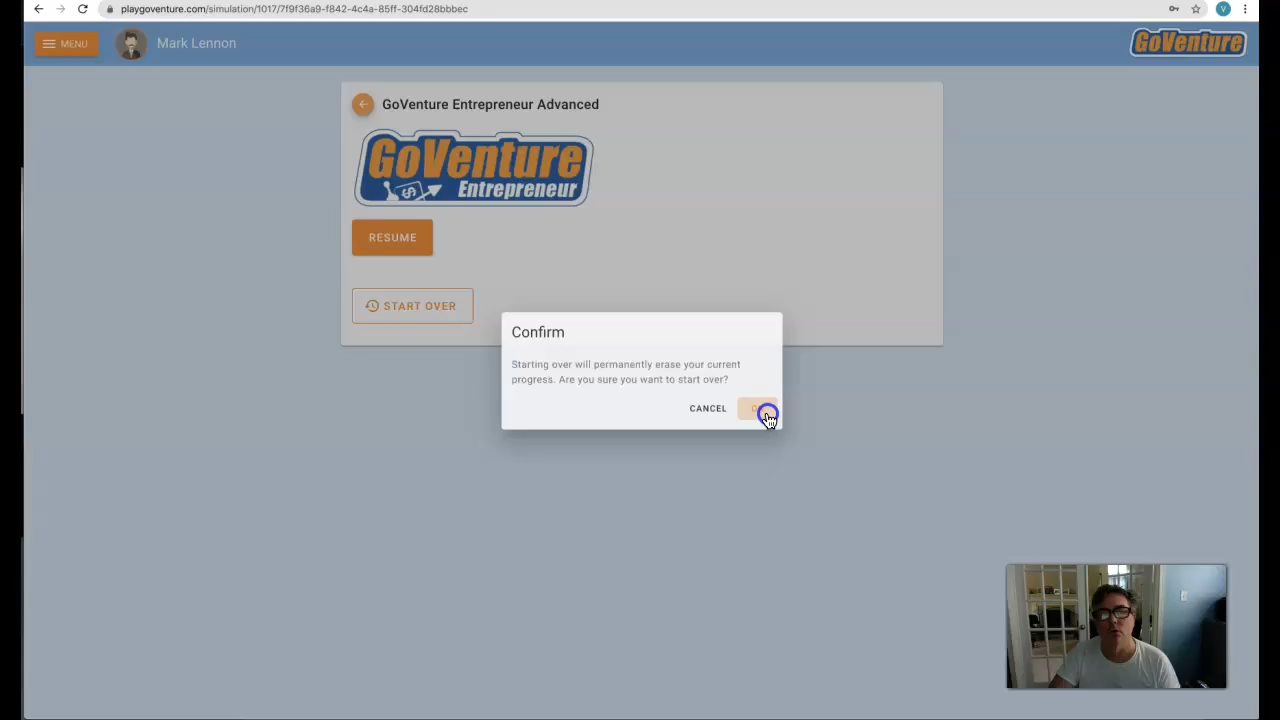 playgoventure.com/simulation/1017/7f9f36a9-f842-4c4a-85ff-304fd28bbbec
V
MENU
Mark Lennon
GoVenture
GoVenture Entrepreneur Advanced
GoVenture
$
Entrepreneur
RESUME
START OVER
Confirm
Starting over will permanently erase your current
progress. Are you sure you want to start over?
CANCEL